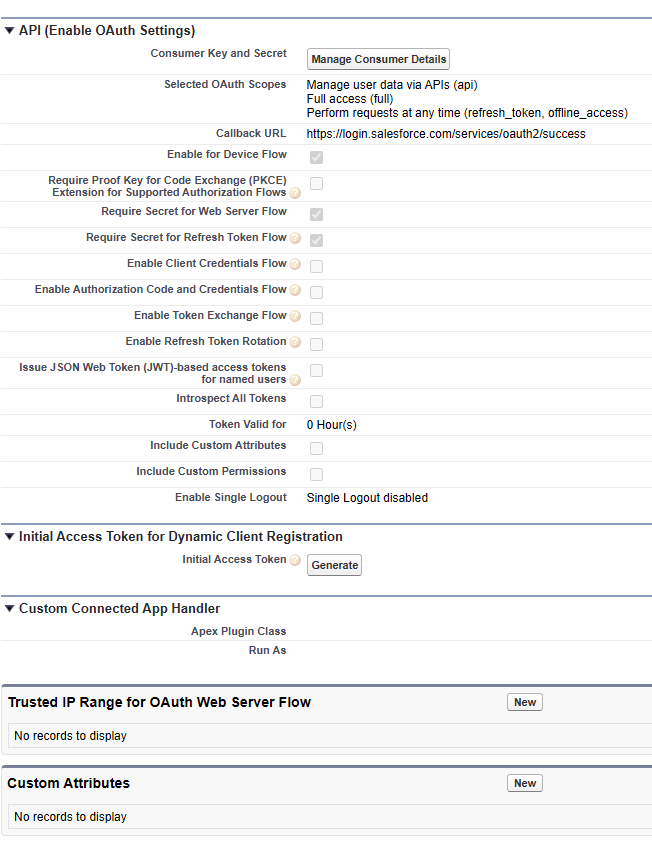 API (Enable OAuth Settings)
Consumer Key and Secret
Manage Consumer Details
Selected OAuth Scopes
Manage user data via APIs (api)
Full access (full)
Perform requests at any time (refresh_token, offline_access)
Callback URL
https://login.salesforce.com/services/oauth2/success
Enable for Device Flow
Require Proof Key for Code Exchange (PKCE)
Extension for Supported Authorization Flows
Require Secret for Web Server Flow
Require Secret for Refresh Token Flow
Enable Client Credentials Flow
Enable Authorization Code and Credentials Flow
Enable Token Exchange Flow
Enable Refresh Token Rotation
Issue JSON Web Token (JWT)-based access tokens
for named users
Introspect All Tokens
Token Valid for
0 Hour(s)
Include Custom Attributes
Include Custom Permissions
Enable Single Logout
Single Logout disabled
Initial Access Token for Dynamic Client Registration
Initial Access Token
Generate
Custom Connected App Handler
Apex Plugin Class
Run As
Trusted IP Range for OAuth Web Server Flow
New
No records to display
Custom Attributes
New
No records to display